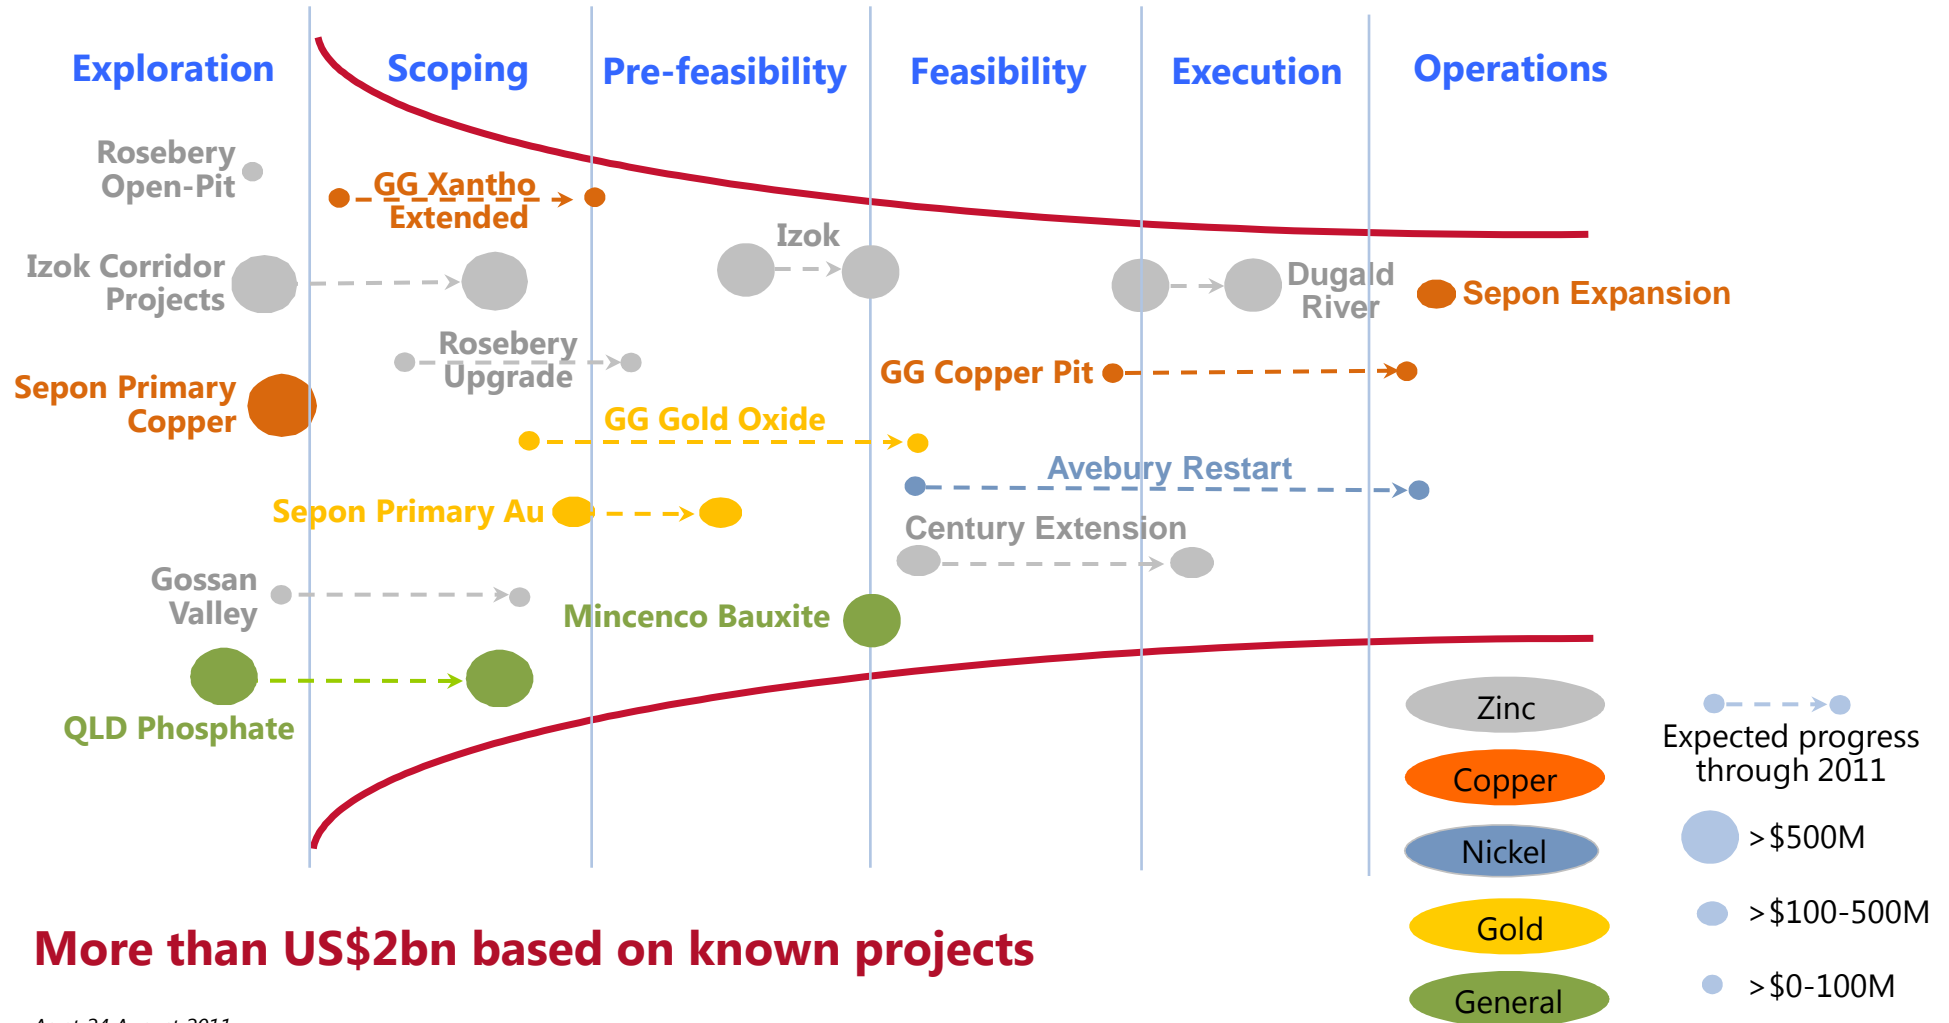 Exploration
Scoping
Pre-feasibility
Feasibility
Execution
Operations
Rosebery
Open-Pit
GG Xantho
Extended
Izok
Izok Corridor
Projects
Dugald
River
Sepon Expansion
Rosebery
Upgrade
GG Copper Pit
Sepon Primary
Copper
GG Gold Oxide
Avebury Restart
Sepon Primary Au
Century Extension
Gossan
Valley
Mincenco Bauxite
QLD Phosphate
Zinc
Copper
Nickel
Gold
General
Expected progress
through 2011
>$500M
>$100-500M
>$0-100M
More than US$2bn based on known projects